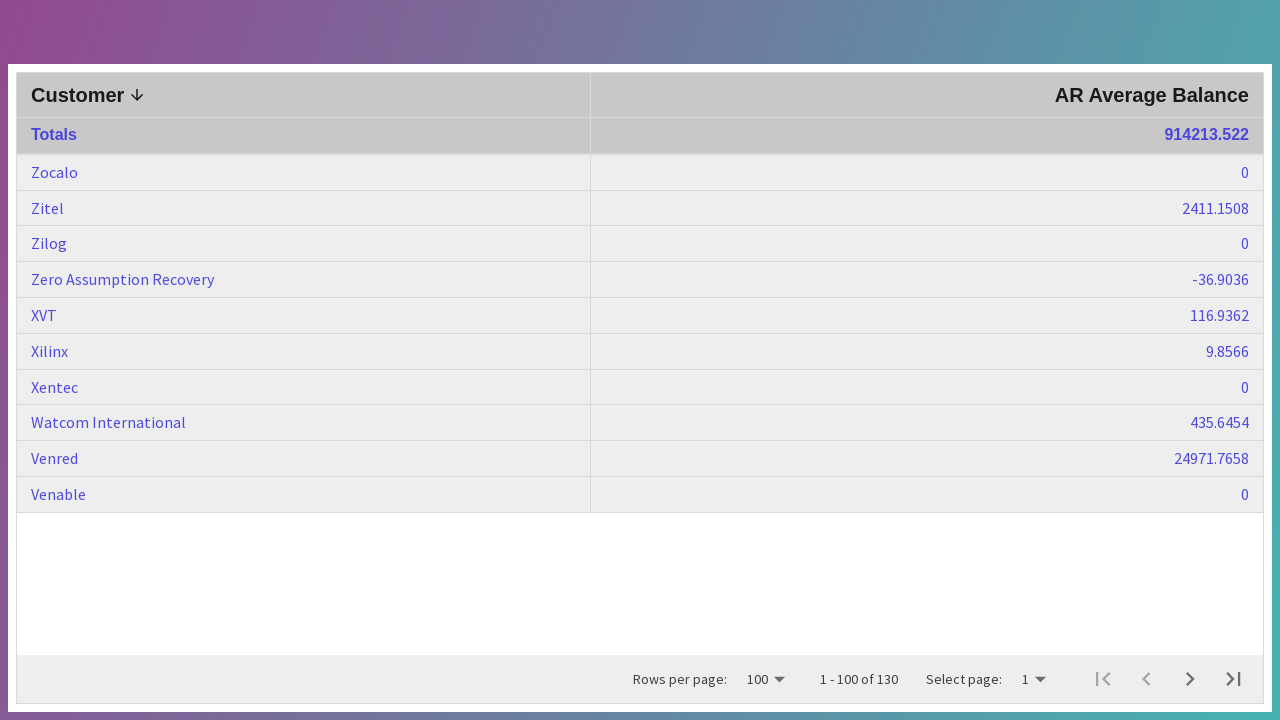 Customer AR Average Balance
Totals 914213.522
Zocalo 0
Zitel 2411.1508
Zilog 0
Zero Assumption Recovery -36.9036
XVT 116.9362
Xilinx 9.8566
Xentec 0
Watcom International 435.6454
Venred 24971.7658
Venable 0
Rows per page: 100 1 - 100 of 130 Select page: 1